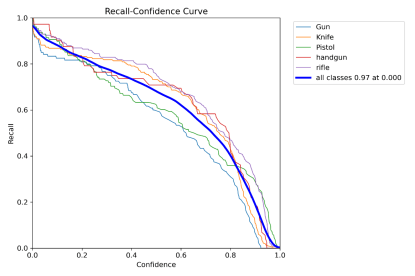 Recall-Confidence Curve
1.0
0.8
0.6
0.4
0.2
0.0
Recall
0.0 0.2 0.4 0.6 0.8 1.0
Confidence
Gun
Knife
Pistol
handgun
rifle
all classes 0.97 at 0.000